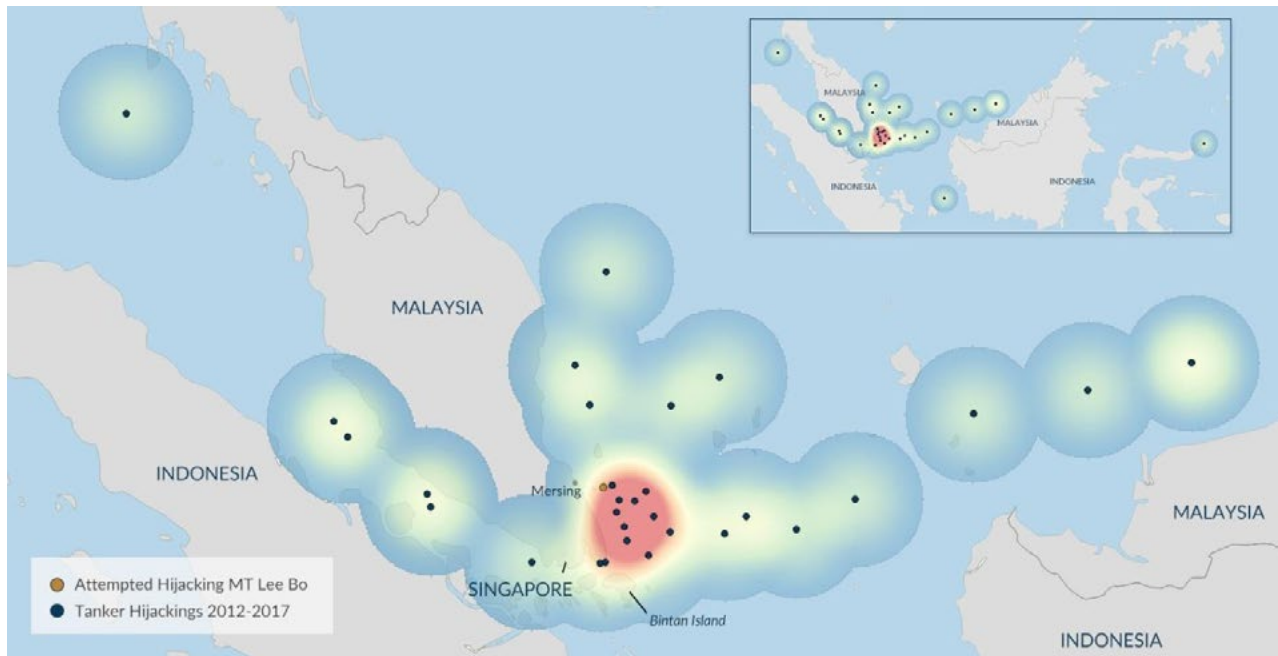 MALAYSIA
MALAYSIA
INDONESIA
INDONESIA
MALAYSIA
INDONESIA
Mersing
MALAYSIA
SINGAPORE
Bintan Island
INDONESIA
Attempted Hijacking MT Lee Bo
Tanker Hijackings 2012-2017